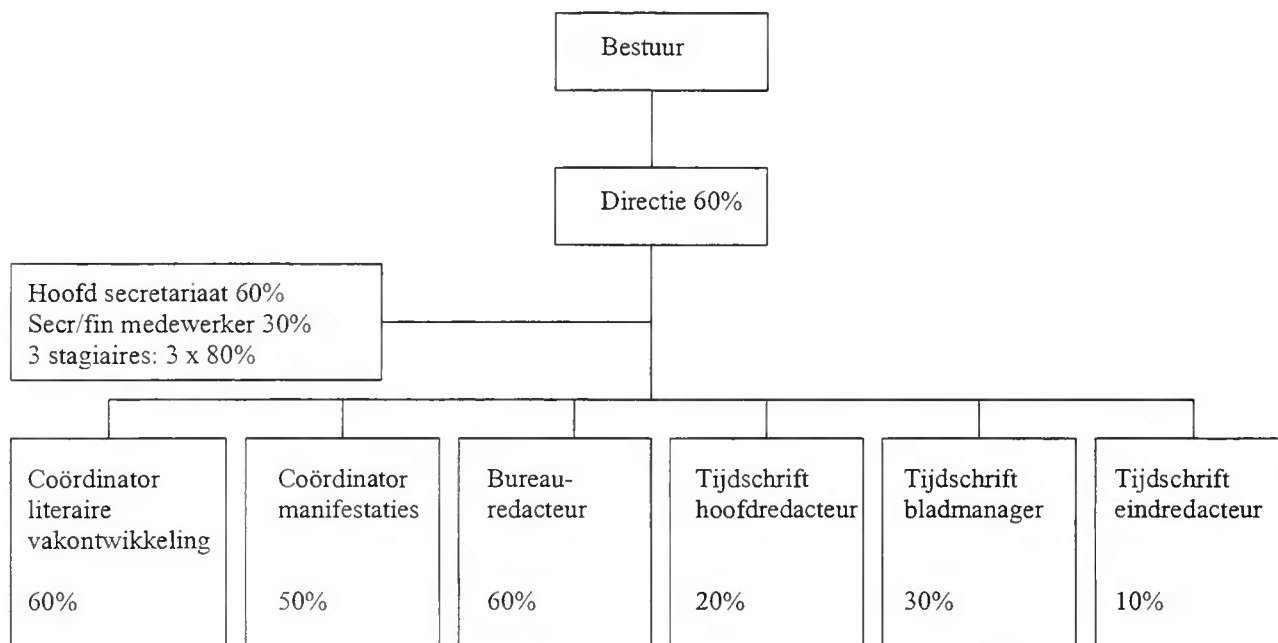 Bestuur
Directie 60%
Hoofd secretariaat 60%
Secr/fin medewerker 30%
3 stagiaires: 3 x 80%
Coördinator
literaire
vakontwikkeling
60%
Coördinator
manifestaties
50%
Bureau-
redacteur
60%
Tijdschrift
hoofdredacteur
20%
Tijdschrift
bladmanager
30%
Tijdschrift
eindredacteur
10%